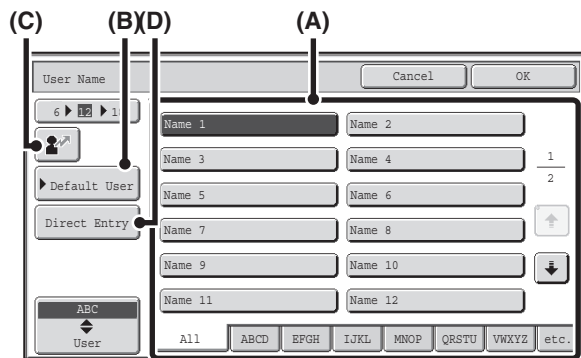 (C) (B)(D) (A)
User Name Cancel OK
6 12 1
Name 1 Name 2
Name 3 Name 4 1
2
Default User
Name 5 Name 6
Direct Entry
Name 7 Name 8
Name 9 Name 10
Name 11 Name 12
ABC
User
All ABCD EFGH IJKL MNOP QRSTU VWXYZ etc.